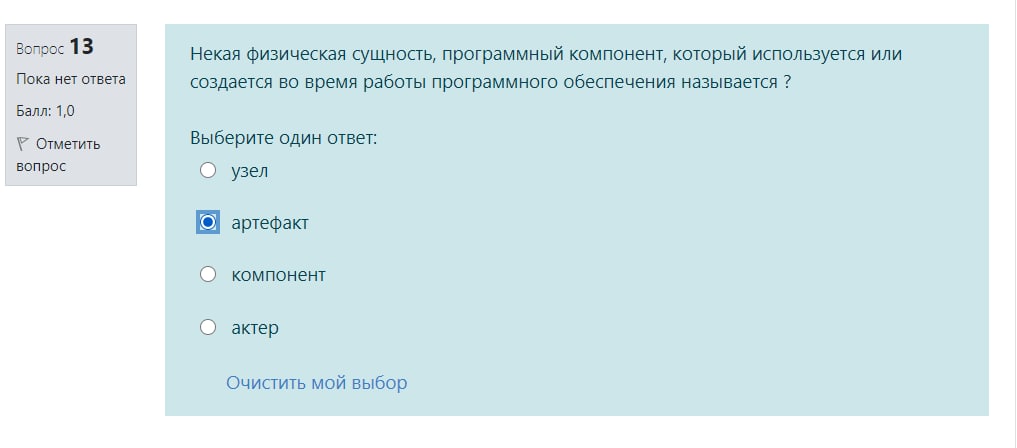 Вопрос 13
Пока нет ответа
Балл: 1,0
Отметить
вопрос
Некая физическая сущность, программный компонент, который используется или
создается во время работы программного обеспечения называется ?
Выберите один ответ:
узел
артефакт
компонент
актер
Очистить мой выбор